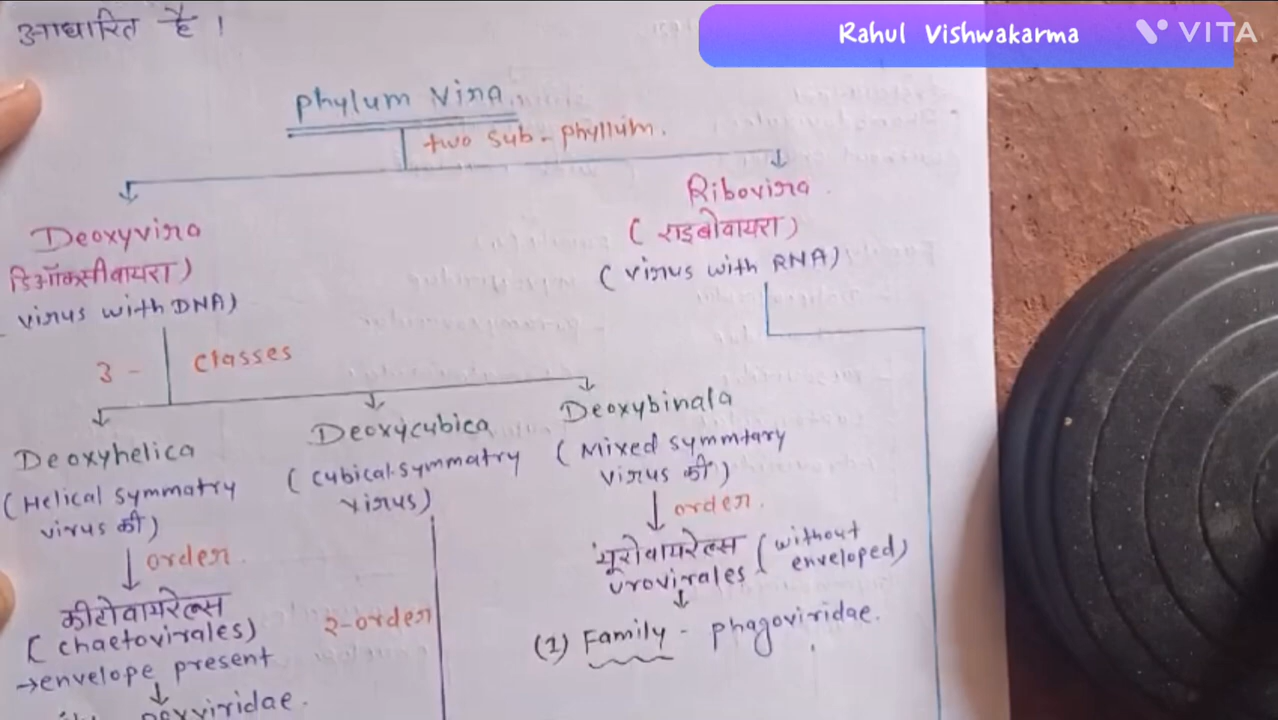 आधारित है ।
Rahul Vishwakarma
VITA
phylum Vira
two sub-phyllum.
Deoxyvira
डिऑक्सीवायरा)
virus with DNA)
Ribovira
( राइबोवायरा)
( virus with RNA)
3 - classes
Deoxyhelica
(Helical symmatry
virus की)
order
कीटोवायरेल्स
(chaetovirales)
→envelope present
Deoxycubica
(cubical-symmatry
virus)
2-order
Deoxybinala
(Mixed symmtary
virus की)
order.
यूरोवायरेल्स (without
enveloped)
urovirales
(1) Family - phagoviridae.